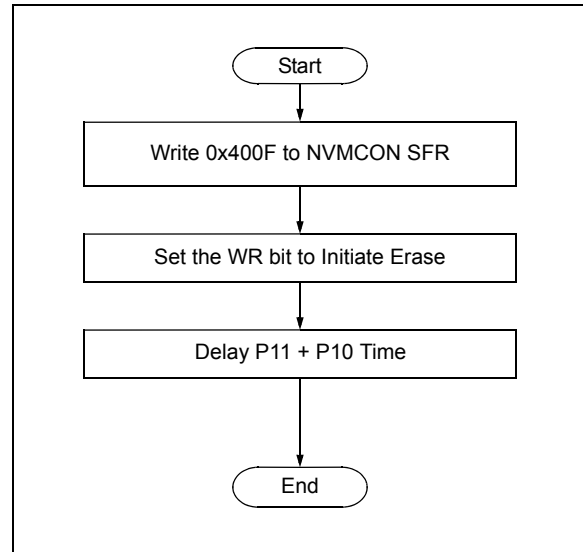 Start
Write 0x400F to NVMCON SFR
Set the WR bit to Initiate Erase
Delay P11 + P10 Time
End